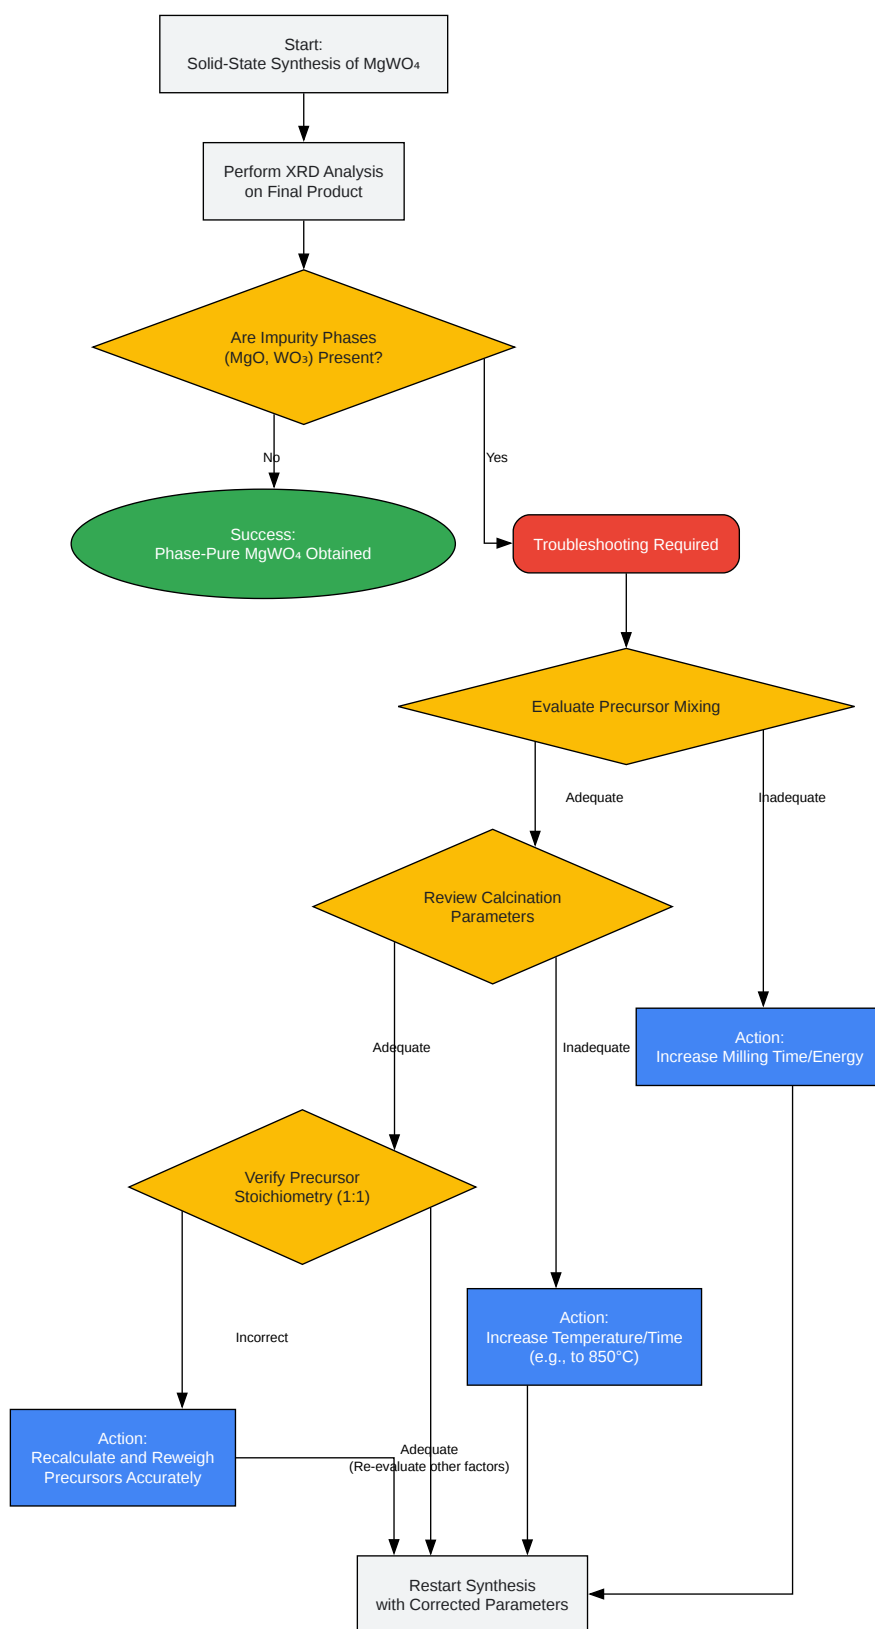 Start:
Solid-State Synthesis of MgWO₄
Perform XRD Analysis
on Final Product
Are Impurity Phases
(MgO, WO₃) Present?
No
Yes
Success:
Phase-Pure MgWO₄ Obtained
Troubleshooting Required
Evaluate Precursor Mixing
Adequate
Inadequate
Review Calcination
Parameters
Adequate
Inadequate
Action:
Increase Milling Time/Energy
Verify Precursor
Stoichiometry (1:1)
Incorrect
Action:
Increase Temperature/Time
(e.g., to 850°C)
Action:
Recalculate and Reweigh
Precursors Accurately
Adequate
(Re-evaluate other factors)
Restart Synthesis
with Corrected Parameters